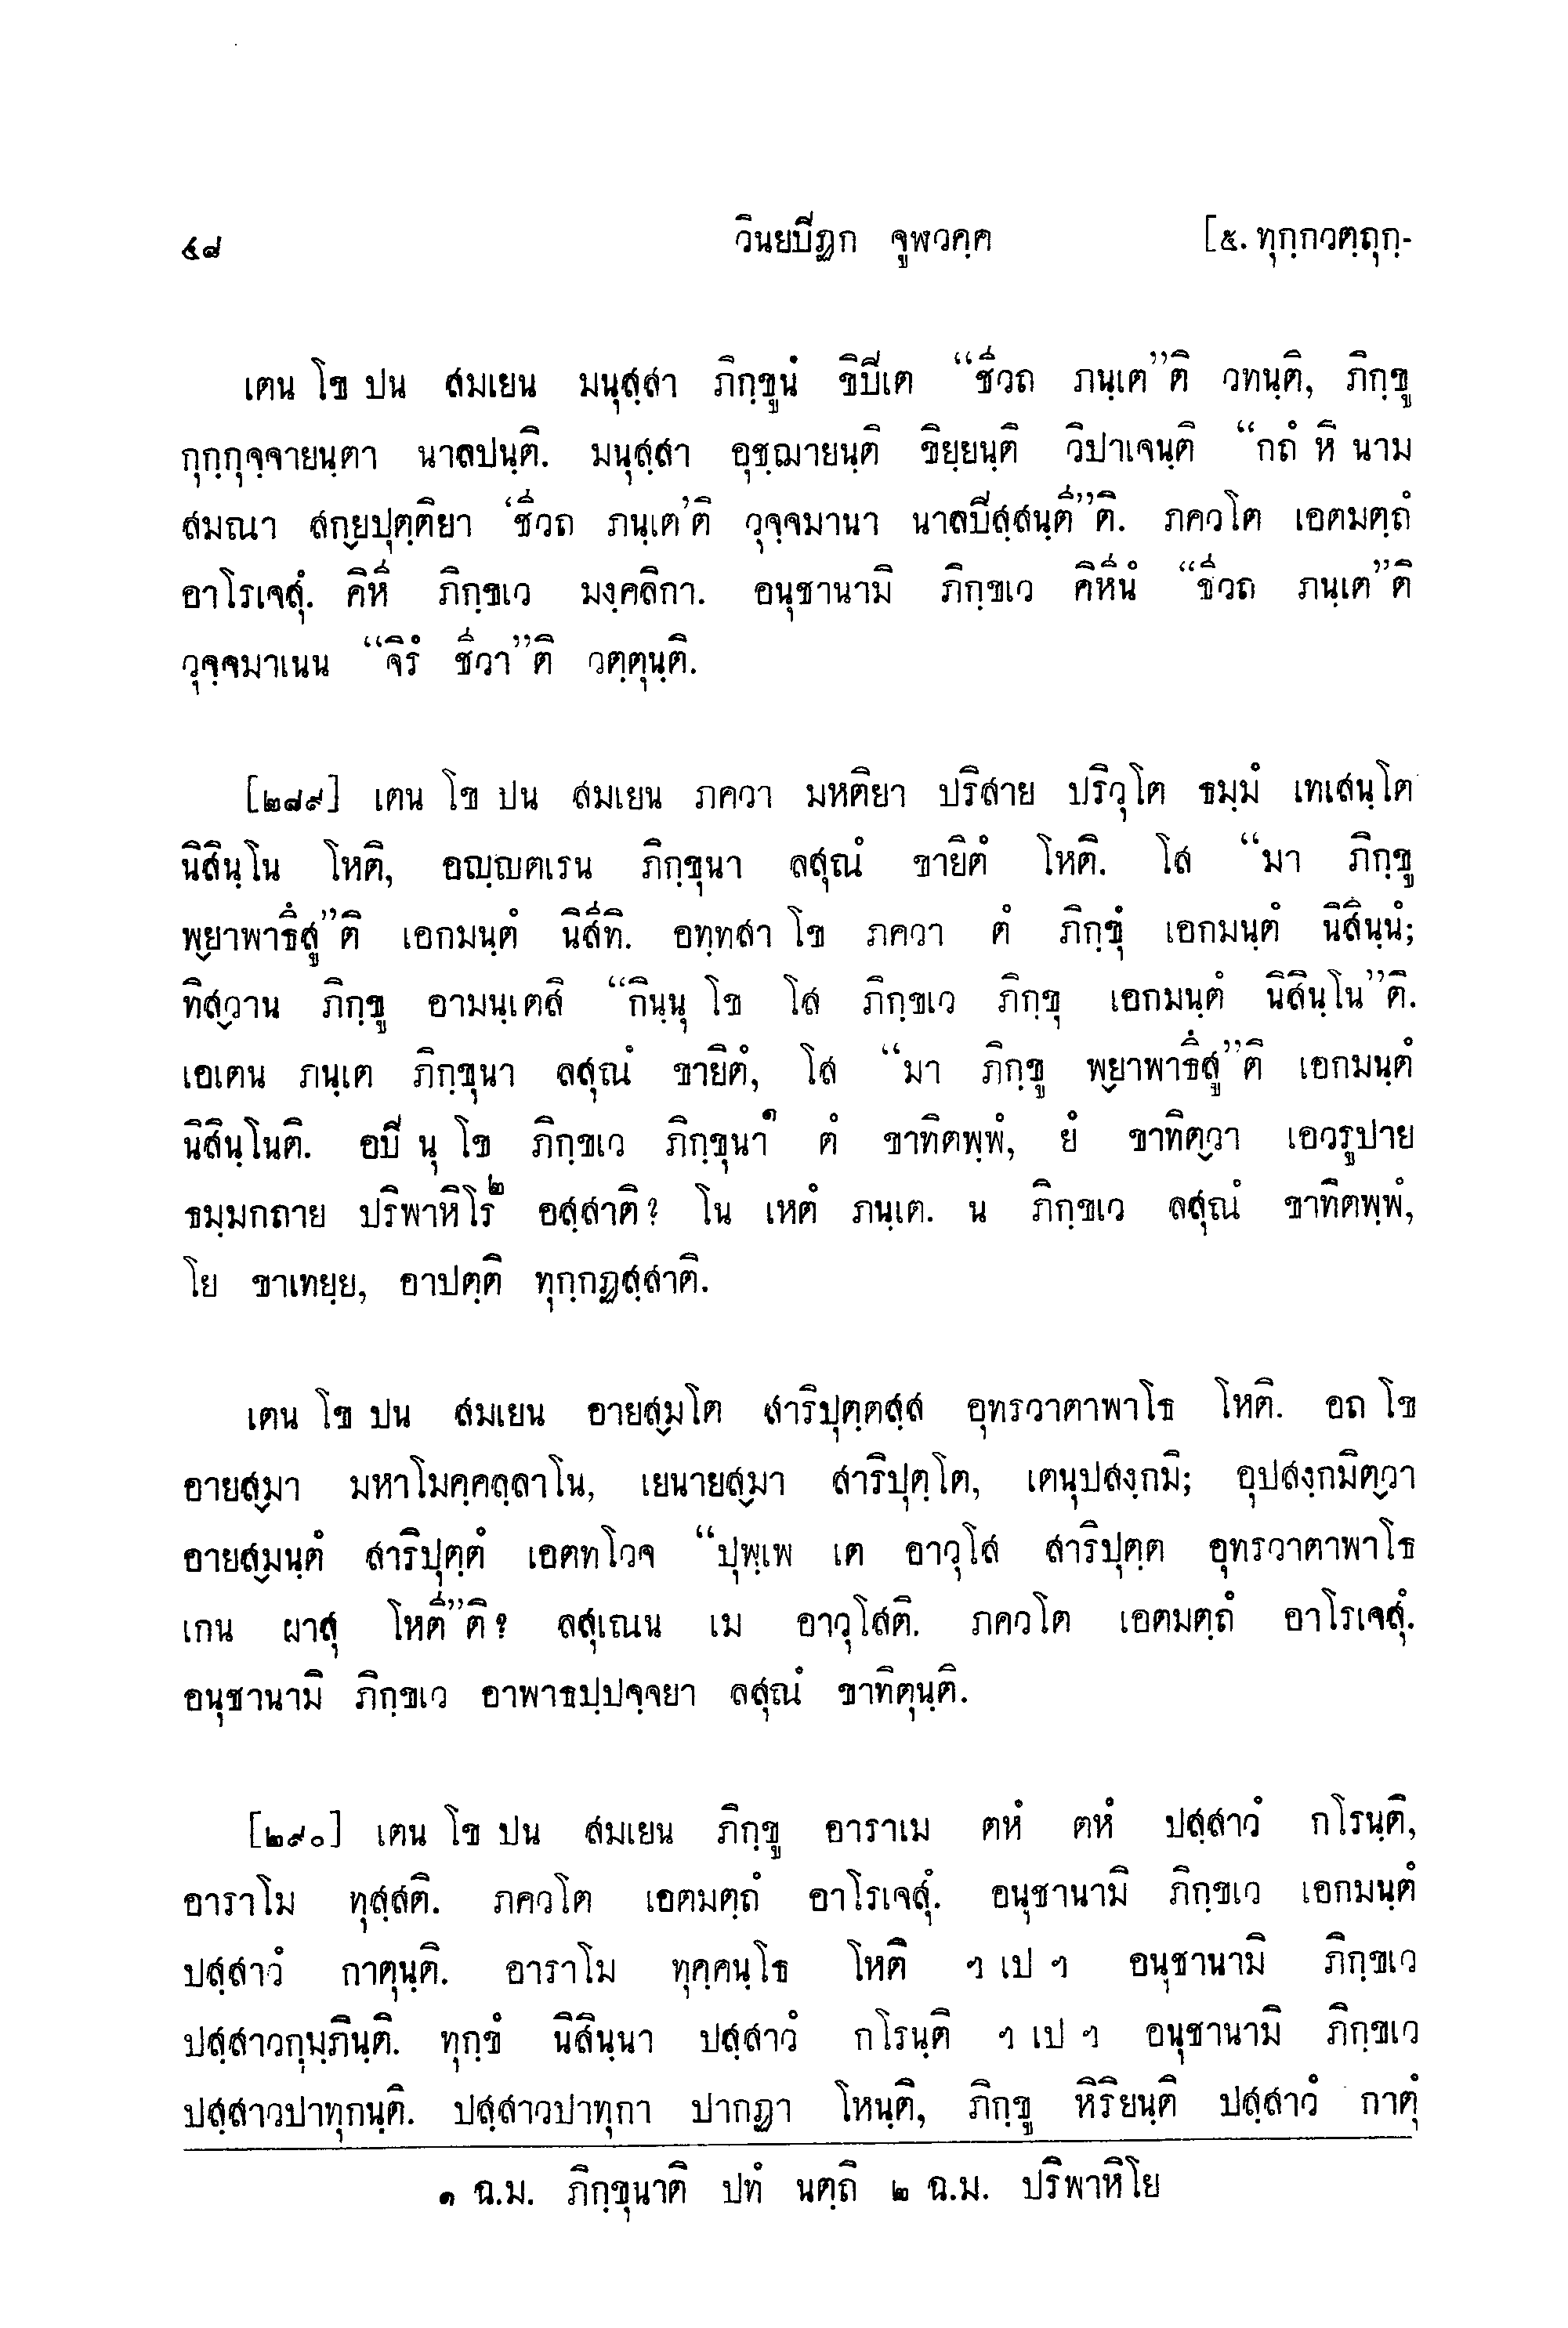 ๕๘ วินยปิฏก จูฬวคฺค [๕. ขุทฺทกวตฺถุกฺ-
เตน โข ปน สมเยน มนุสฺสา ภิกฺขูนํ ขิปิเต “ชีวถ ภนฺเต”ติ วทนฺติ, ภิกฺขู
กุกฺกุจฺจายนฺตา นาลปนฺติ. มนุสฺสา อุชฺฌายนฺติ ขิยฺยนฺติ วิปาเจนฺติ “กถํ หิ นาม
สมณา สกฺยปุตฺติยา ‘ชีวถ ภนฺเต’ติ วุจฺจมานา นาลปิสฺสนฺตี”ติ. ภควโต เอตมตฺถํ
อาโรเจสุํ. คิหี ภิกฺขเว มงฺคลิกา. อนุชานามิ ภิกฺขเว คิหีนํ “ชีวถ ภนฺเต”ติ
วุจฺจมาเนน “จิรํ ชีวา”ติ วตฺตุนฺติ.
[๒๘๙] เตน โข ปน สมเยน ภควา มหติยา ปริสาย ปริวุโต ธมฺมํ เทเสนฺโต
นิสินฺโน โหติ, อญฺญตเรน ภิกฺขุนา ลสุณํ ขายิตํ โหติ. โส “มา ภิกฺขู
พฺยาพาธึสู”ติ เอกมนฺตํ นิสีทิ. อทฺทสา โข ภควา ตํ ภิกฺขุํ เอกมนฺตํ นิสินฺนํ;
ทิสฺวาน ภิกฺขู อามนฺเตสิ “กินฺนุ โข โส ภิกฺขเว ภิกฺขุ เอกมนฺตํ นิสินฺโน”ติ.
เอเตน ภนฺเต ภิกฺขุนา ลสุณํ ขายิตํ, โส “มา ภิกฺขู พฺยาพาธึสู”ติ เอกมนฺตํ
นิสินฺโนติ. อปิ นุ โข ภิกฺขเว ภิกฺขุนา๑ ตํ ขาทิตพฺพํ, ยํ ขาทิตฺวา เอวรูปาย
ธมฺมกถาย ปริพาหิโร๒ อสฺสาติ? โน เหตํ ภนฺเต. น ภิกฺขเว ลสุณํ ขาทิตพฺพํ,
โย ขาเทยฺย, อาปตฺติ ทุกฺกฏสฺสาติ.
เตน โข ปน สมเยน อายสฺมโต สาริปุตฺตสฺส อุทรวาตาพาโธ โหติ. อถ โข
อายสฺมา มหาโมคฺคลฺลาโน, เยนายสฺมา สาริปุตฺโต, เตนุปสงฺกมิ; อุปสงฺกมิตฺวา
อายสฺมนฺตํ สาริปุตฺตํ เอตทโวจ “ปุพฺเพ เต อาวุโส สาริปุตฺต อุทรวาตาพาโธ
เกน ผาสุ โหตี”ติ? ลสุเณน เม อาวุโสติ. ภควโต เอตมตฺถํ อาโรเจสุํ.
อนุชานามิ ภิกฺขเว อาพาธปฺปจฺจยา ลสุณํ ขาทิตุนฺติ.
[๒๙๐] เตน โข ปน สมเยน ภิกฺขู อาราเม ตหํ ตหํ ปสฺสาวํ กโรนฺติ,
อาราโม ทุสฺสติ. ภควโต เอตมตฺถํ อาโรเจสุํ. อนุชานามิ ภิกฺขเว เอกมนฺตํ
ปสฺสาวํ กาตุนฺติ. อาราโม ทุคฺคนฺโธ โหติ ฯ เป ฯ อนุชานามิ ภิกฺขเว
ปสฺสาวกุมฺภินฺติ. ทุกฺขํ นิสินฺนา ปสฺสาวํ กโรนฺติ ฯ เป ฯ อนุชานามิ ภิกฺขเว
ปสฺสาวปาทุกนฺติ. ปสฺสาวปาทุกา ปากฏา โหนฺติ, ภิกฺขู หิริยนฺติ ปสฺสาวํ กาตุํ
๑ ฉ.ม. ภิกฺขุนาติ ปทํ นตฺถิ ๒ ฉ.ม. ปริพาหิโย